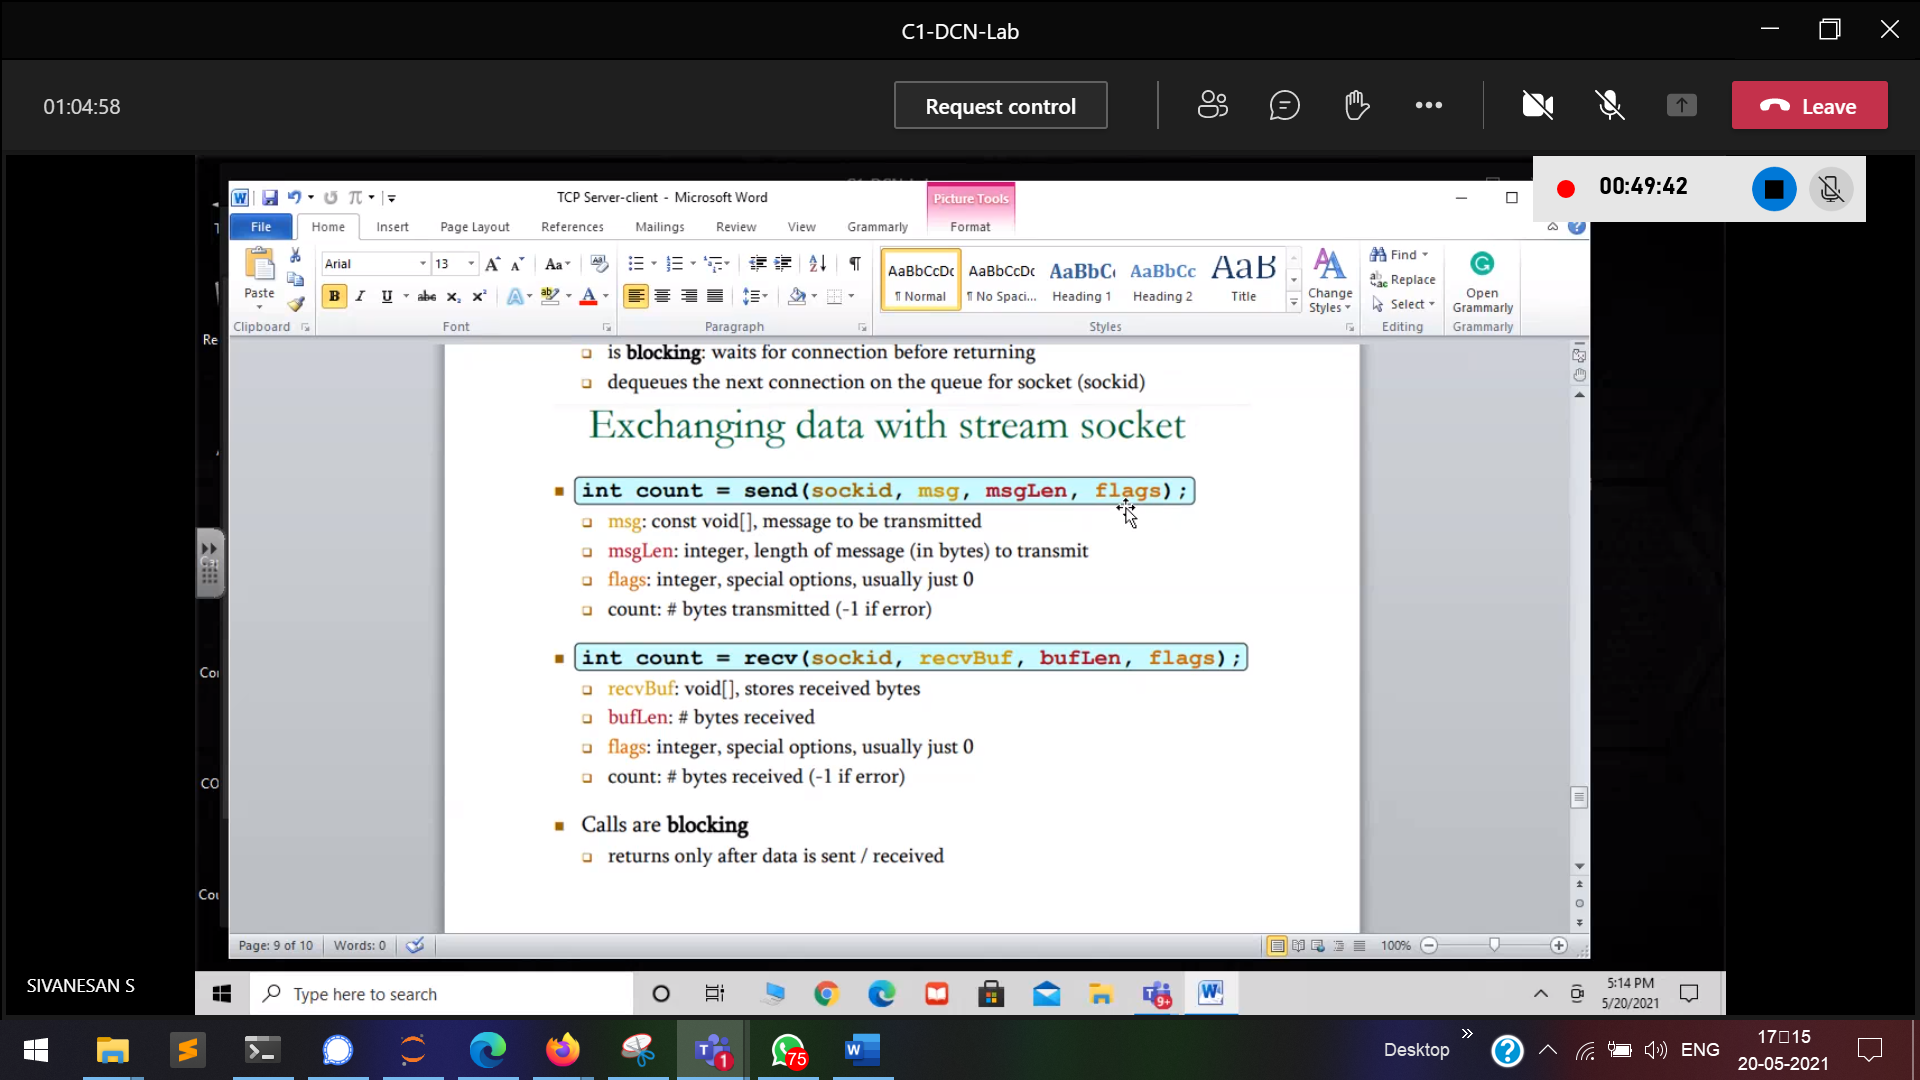 C1-DCN-Lab
01:04:58
Request control
Leave
00:49:42
TCP Server-client - Microsoft Word
Picture Tools
File
Home
Insert
Page Layout
References
Mailings
Review
View
Grammarly
Format
Paste
Arial
13
AaBbCcDc
¶ Normal
AaBbCcDc
¶ No Spaci...
AaBbC
Heading 1
AaBbCc
Heading 2
AaB
Title
Change
Styles
Find
Replace
Select
Open
Grammarly
Clipboard
Font
Paragraph
Styles
Editing
Grammarly
Re
is blocking: waits for connection before returning
dequeues the next connection on the queue for socket (sockid)
Exchanging data with stream socket
int count = send(sockid, msg, msgLen, flags);
msg: const void[], message to be transmitted
msgLen: integer, length of message (in bytes) to transmit
flags: integer, special options, usually just 0
count: # bytes transmitted (-1 if error)
int count = recv(sockid, recvBuf, bufLen, flags);
recvBuf: void[], stores received bytes
bufLen: # bytes received
flags: integer, special options, usually just 0
count: # bytes received (-1 if error)
Calls are blocking
returns only after data is sent / received
Page: 9 of 10
Words: 0
100%
SIVANESAN S
Type here to search
9+
5:14 PM
5/20/2021
1
75
Desktop
ENG
17▯15
20-05-2021